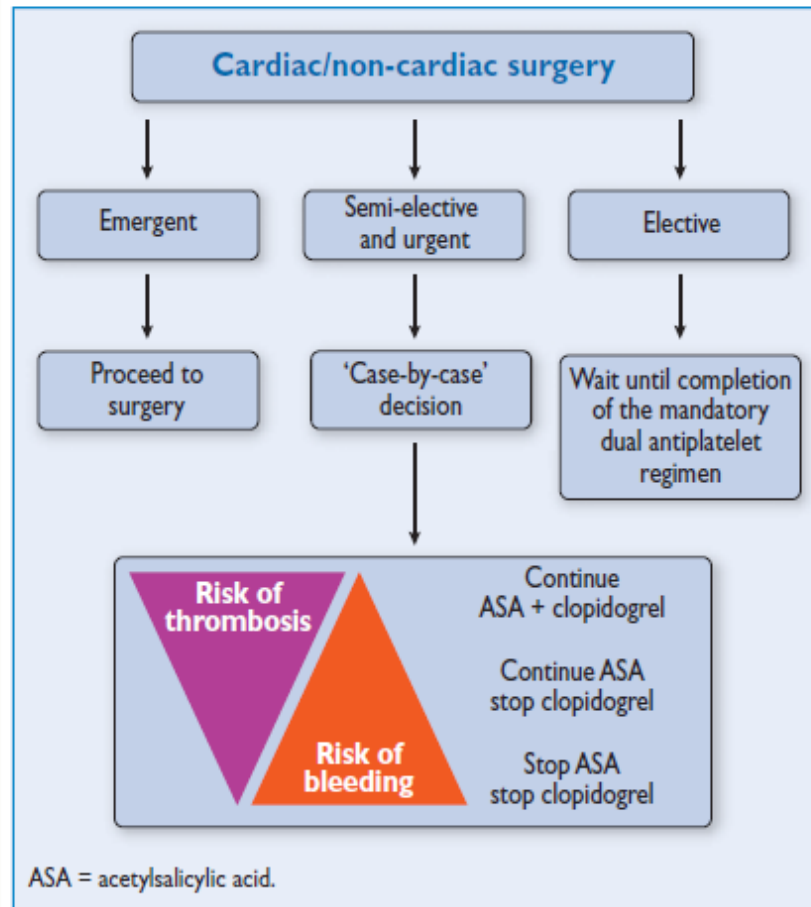 Cardiac/non-cardiac surgery
Emergent
Semi-elective
and urgent
Elective
Proceed to
surgery
‘Case-by-case’
decision
Wait until completion
of the mandatory
dual antiplatelet
regimen
Risk of
thrombosis
Risk of
bleeding
Continue
ASA + clopidogrel
Continue ASA
stop clopidogrel
Stop ASA
stop clopidogrel
ASA = acetylsalicylic acid.